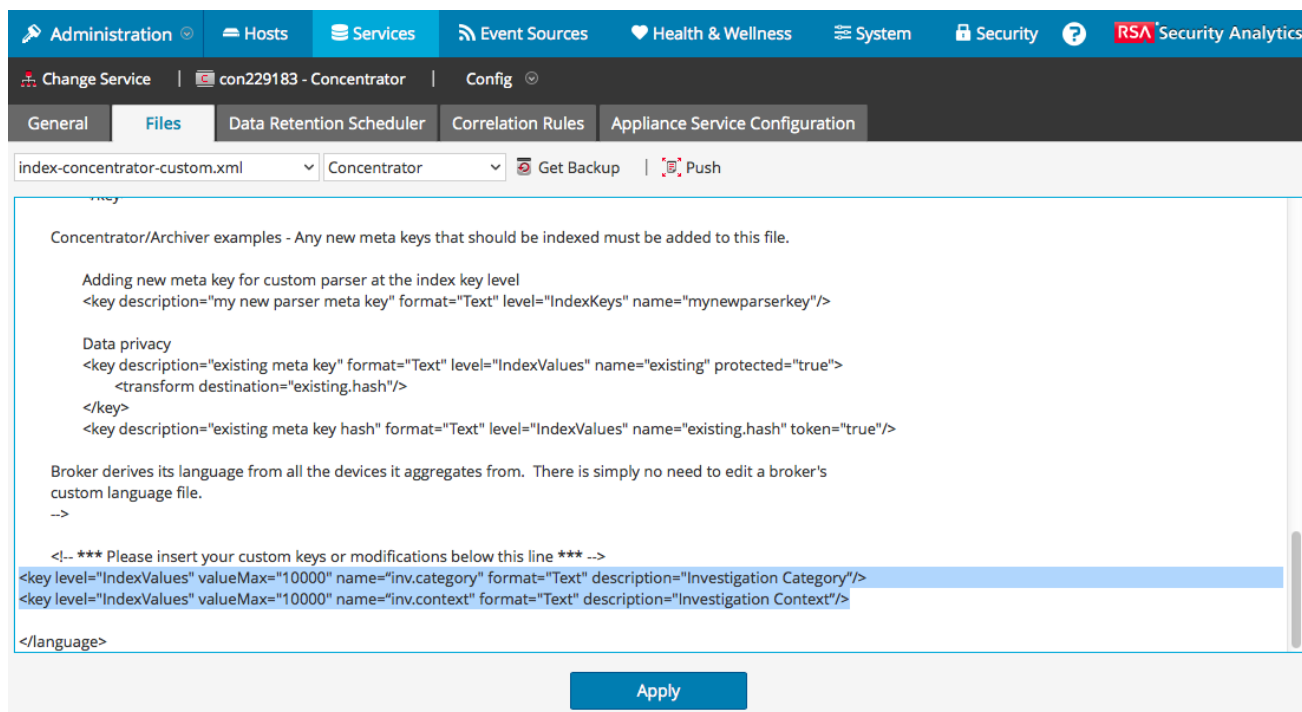 Administration Hosts Services Event Sources Health & Wellness System Security ? RSA Security Analytics
Change Service | C con229183 - Concentrator | Config
General Files Data Retention Scheduler Correlation Rules Appliance Service Configuration
index-concentrator-custom.xml Concentrator Get Backup | Push
Concentrator/Archiver examples - Any new meta keys that should be indexed must be added to this file.
Adding new meta key for custom parser at the index key level
<key description="my new parser meta key" format="Text" level="IndexKeys" name="mynewparserkey"/>
Data privacy
<key description="existing meta key" format="Text" level="IndexValues" name="existing" protected="true">
<transform destination="existing.hash"/>
</key>
<key description="existing meta key hash" format="Text" level="IndexValues" name="existing.hash" token="true"/>
Broker derives its language from all the devices it aggregates from.  There is simply no need to edit a broker's
custom language file.
-->
<!-- *** Please insert your custom keys or modifications below this line *** -->
<key level="IndexValues" valueMax="10000" name=“inv.category" format="Text" description="Investigation Category”/>
<key level="IndexValues" valueMax="10000" name=“inv.context" format="Text" description="Investigation Context”/>
</language>
Apply